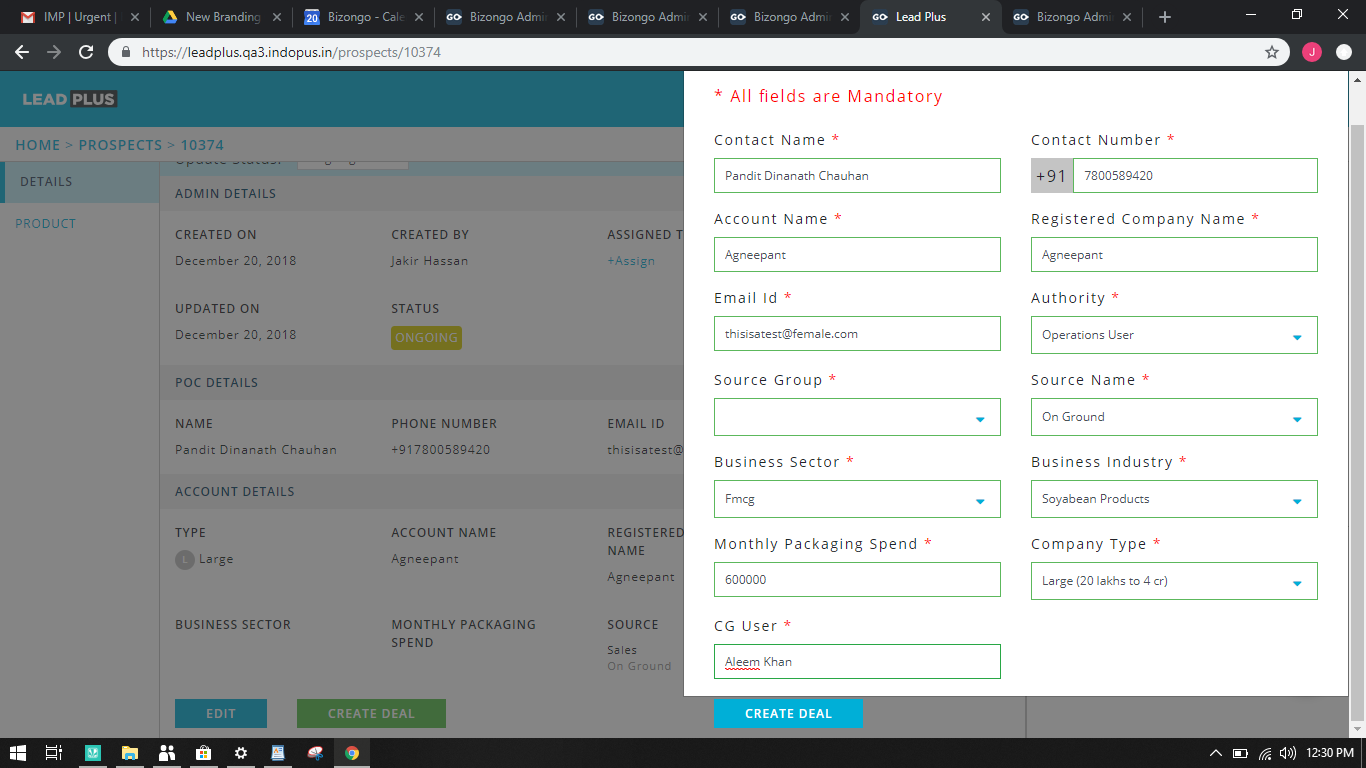 IMP | Urgent |
New Branding
20
Bizongo - Cale
GO
Bizongo Admi
GO
Bizongo Admi
GO
Bizongo Admi
GO
Lead Plus
GO
Bizongo Admi
https://leadplus.qa3.indopus.in/prospects/10374
J
LEAD PLUS
HOME > PROSPECTS > 10374
Update Status:
DETAILS
PRODUCT
ADMIN DETAILS
CREATED ON
CREATED BY
ASSIGNED T
December 20, 2018
Jakir Hassan
+Assign
UPDATED ON
STATUS
December 20, 2018
ONGOING
POC DETAILS
NAME
PHONE NUMBER
EMAIL ID
Pandit Dinanath Chauhan
+917800589420
thisisatest@
ACCOUNT DETAILS
TYPE
ACCOUNT NAME
REGISTERED
NAME
L Large
Agneepant
Agneepant
BUSINESS SECTOR
MONTHLY PACKAGING
SPEND
SOURCE
Sales
On Ground
EDIT
CREATE DEAL
* All fields are Mandatory
Contact Name *
Contact Number *
Pandit Dinanath Chauhan
+91 7800589420
Account Name *
Registered Company Name *
Agneepant
Agneepant
Email Id *
Authority *
thisisatest@female.com
Operations User
Source Group *
Source Name *
On Ground
Business Sector *
Business Industry *
Fmcg
Soyabean Products
Monthly Packaging Spend *
Company Type *
600000
Large (20 lakhs to 4 cr)
CG User *
Aleem Khan
CREATE DEAL
12:30 PM